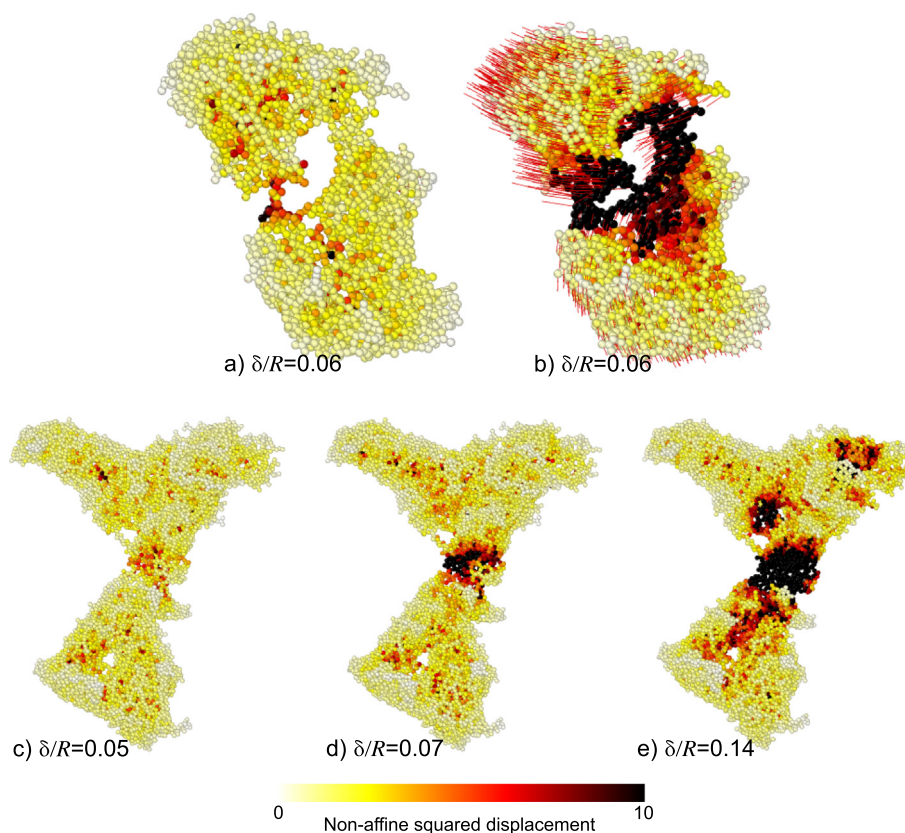 a) δ/R=0.06
b) δ/R=0.06
c) δ/R=0.05
d) δ/R=0.07
e) δ/R=0.14
0
10
Non-affine squared displacement